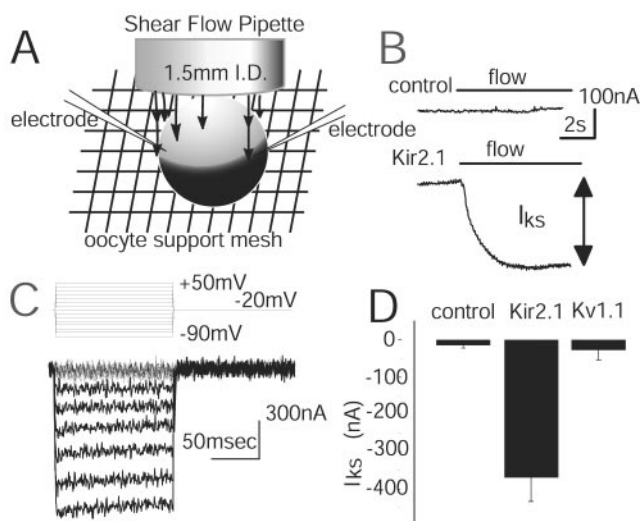 A
Shear Flow Pipette
1.5mm I.D.
electrode
electrode
oocyte support mesh
B
control
flow
100nA
2s
Kir2.1
flow
Iks
C
+50mV
-20mV
-90mV
300nA
50msec
D
control Kir2.1 Kv1.1
0-
-100
-200
-300
-400
Iks (nA)